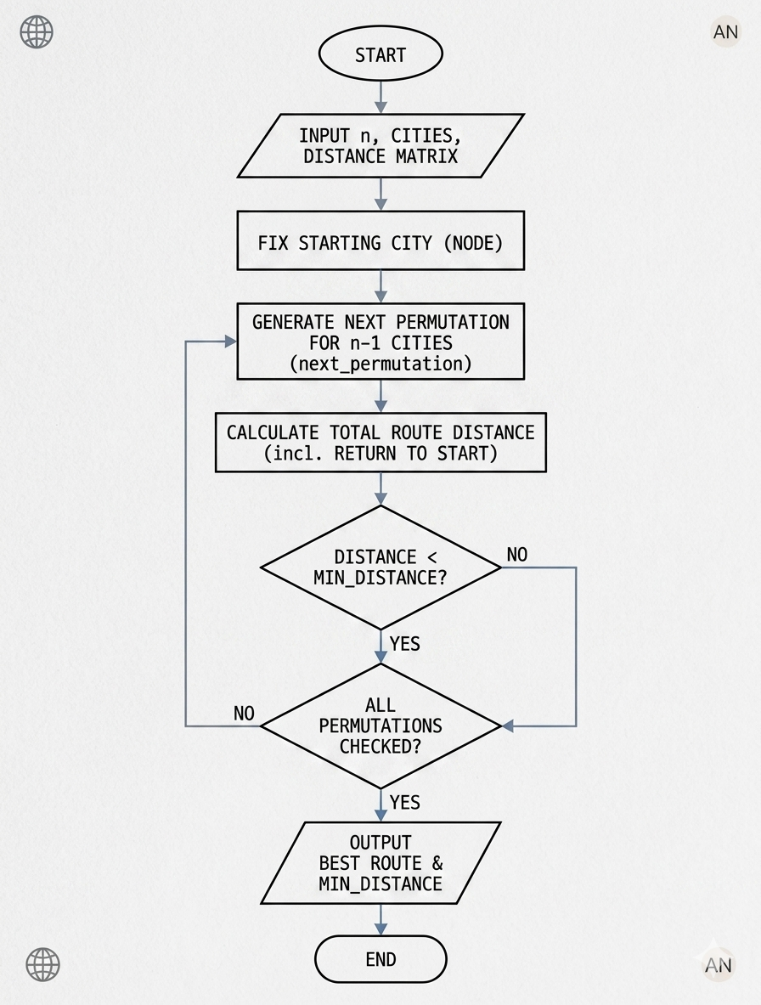 AN
START
INPUT n, CITIES,
DISTANCE MATRIX
FIX STARTING CITY (NODE)
GENERATE NEXT PERMUTATION
FOR n-1 CITIES
(next_permutation)
CALCULATE TOTAL ROUTE DISTANCE
(incl. RETURN TO START)
DISTANCE <
MIN_DISTANCE?
NO
YES
ALL
PERMUTATIONS
CHECKED?
NO
YES
OUTPUT
BEST ROUTE &
MIN_DISTANCE
END
AN